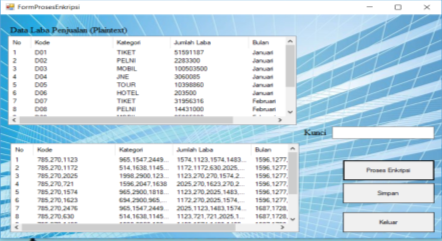 FormProsesEnkripsi
Data Laba Penjualan (Plaintext)
No Kode Kategori Jumlah Laba Bulan
1 D01 TIKET 51591187 Januari
2 D02 PELNI 2283300 Januari
3 D03 MOBIL 100503500 Januari
4 D04 JNE 3060085 Januari
5 D05 TOUR 10398860 Januari
6 D06 HOTEL 203500 Januari
7 D07 TIKET 31956316 Februari
8 D08 PELNI 14431000 Februari
Kunci
No Kode Kategori Jumlah Laba Bulan
1 785,270,1123 965,1547,2449... 1574,1123,1574,1483... 1596,1277,
2 785,270,1172 514,1638,1145... 1172,1172,630,2025,... 1596,1277,
3 785,270,2025 1998,2900,123... 1123,270,270,1574,2... 1596,1277,
4 785,270,721 1596,2047,1638 2025,270,1623,270,2... 1596,1277,
5 785,270,1574 965,2900,1818... 1123,270,2025,1483,... 1596,1277,
6 785,270,1623 694,2900,965,... 1172,270,2025,1574,... 1596,1277,
7 785,270,2476 965,1547,2449... 2025,1123,1483,1574... 1687,1728,
8 785,270,630 514,1638,1145... 1123,721,721,2025,1... 1687,1728,
Proses Enkripsi
Simpan
Keluar